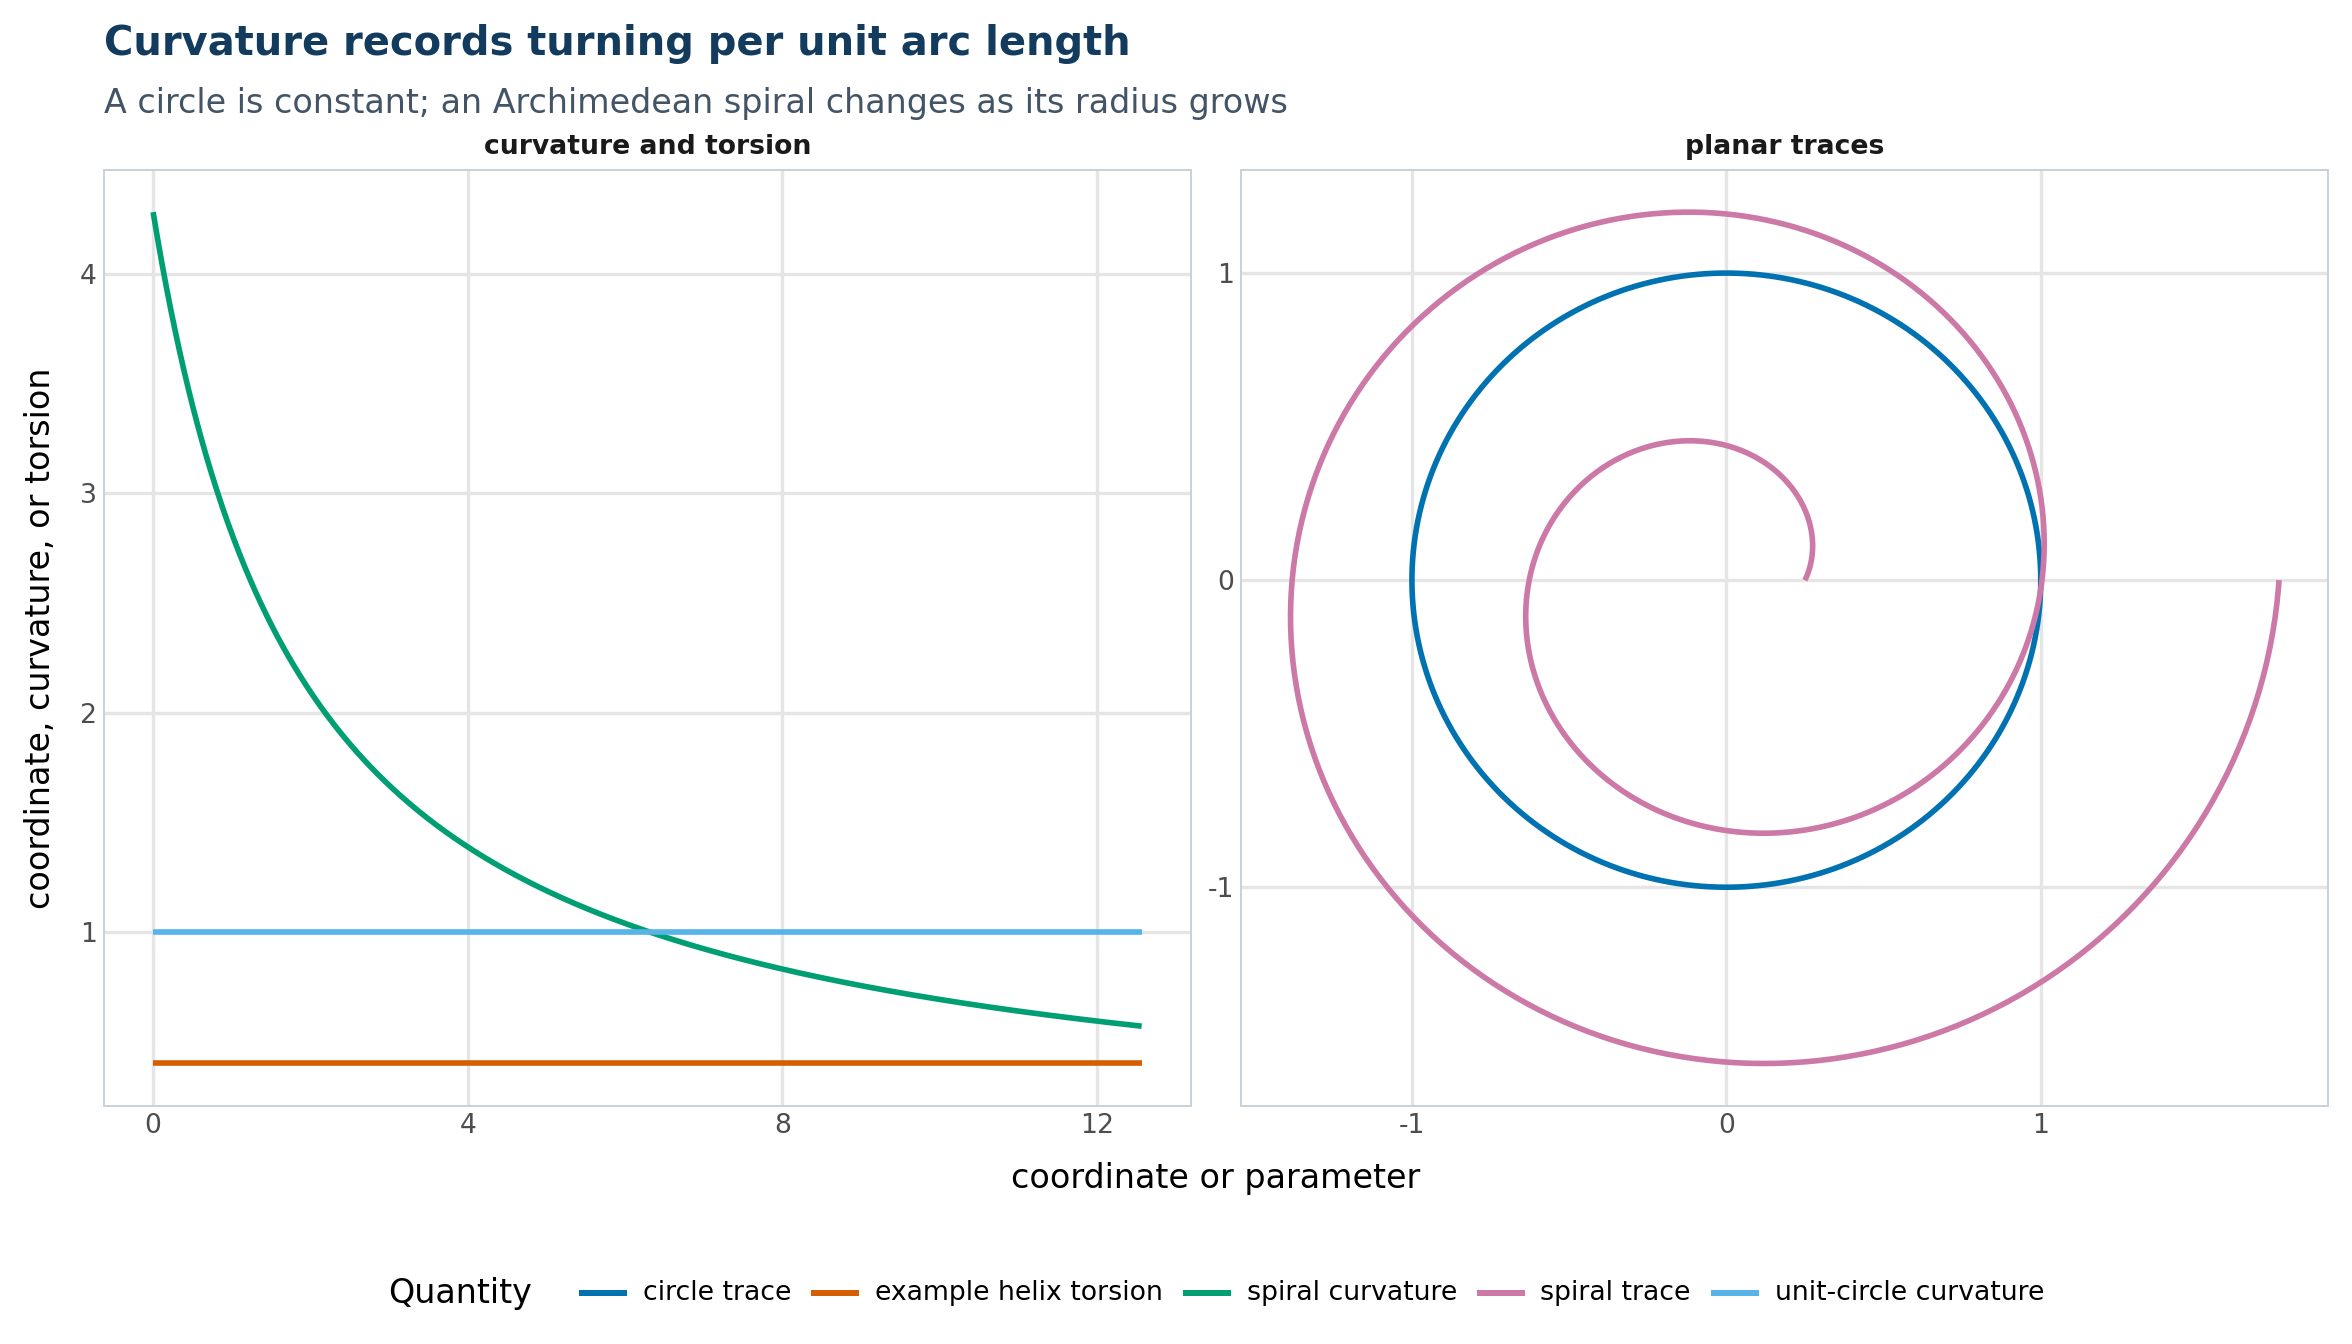 Curvature records turning per unit arc length
A circle is constant; an Archimedean spiral changes as its radius grows
curvature and torsion
planar traces
coordinate, curvature, or torsion
4
3
2
1
0 4 8 12
1
0
-1
-1 0 1
coordinate or parameter
Quantity circle trace example helix torsion spiral curvature spiral trace unit-circle curvature